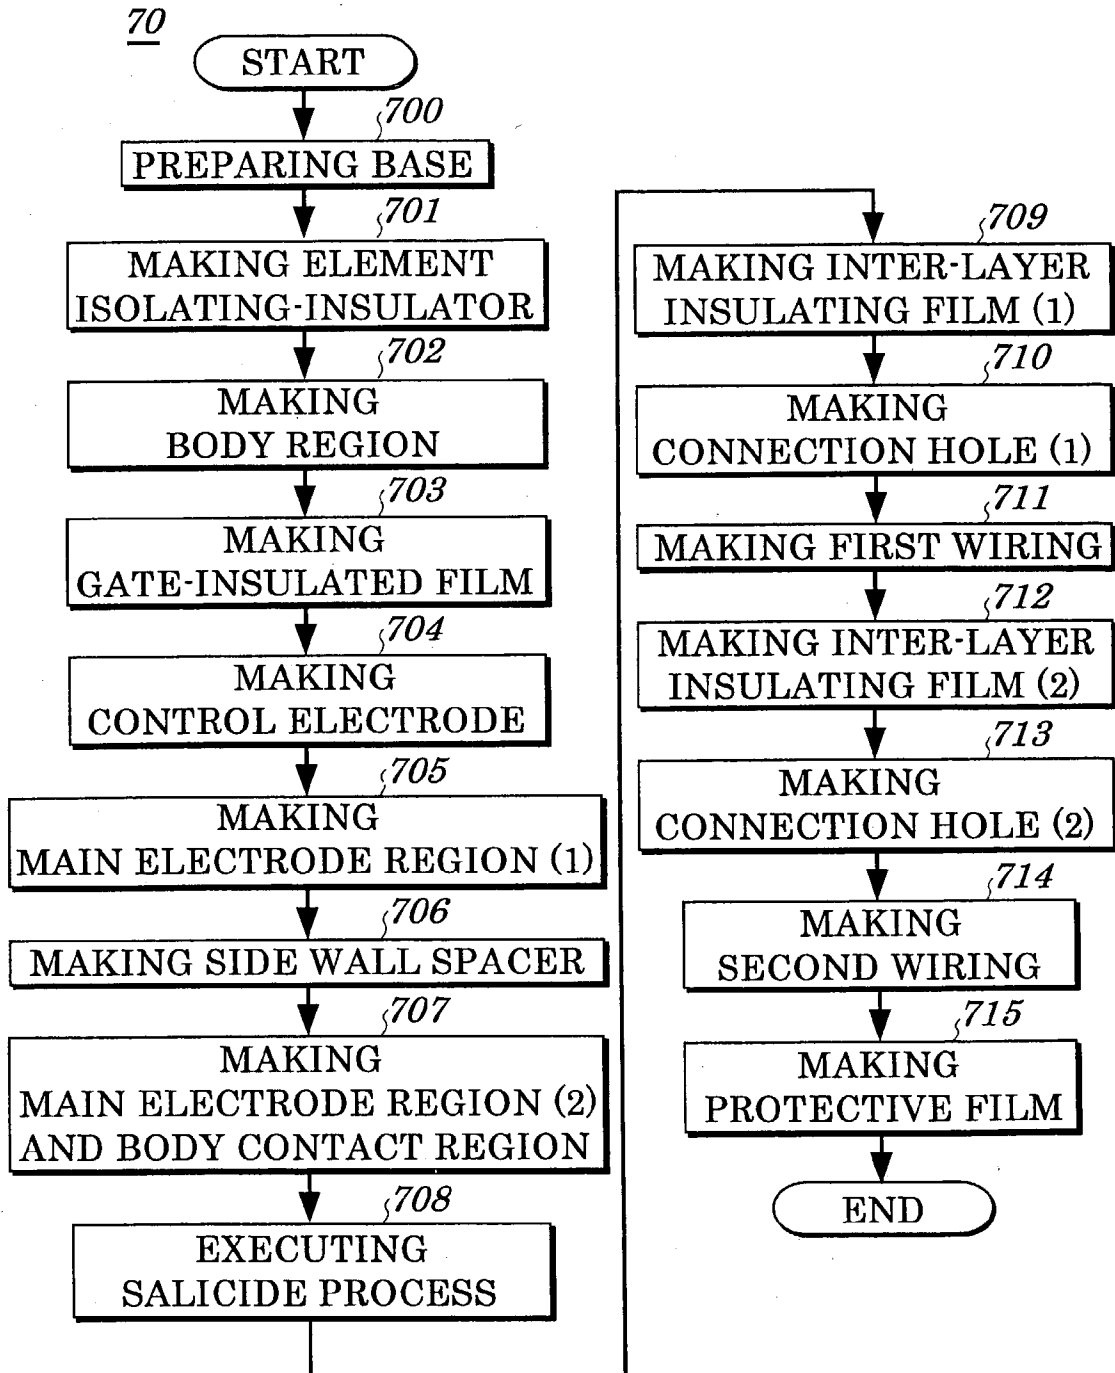 70
START
700
PREPARING BASE
701
MAKING ELEMENT
ISOLATING-INSULATOR
702
MAKING
BODY REGION
703
MAKING
GATE-INSULATED FILM
704
MAKING
CONTROL ELECTRODE
705
MAKING
MAIN ELECTRODE REGION (1)
706
MAKING SIDE WALL SPACER
707
MAKING
MAIN ELECTRODE REGION (2)
AND BODY CONTACT REGION
708
EXECUTING
SALICIDE PROCESS
709
MAKING INTER-LAYER
INSULATING FILM (1)
710
MAKING
CONNECTION HOLE (1)
711
MAKING FIRST WIRING
712
MAKING INTER-LAYER
INSULATING FILM (2)
713
MAKING
CONNECTION HOLE (2)
714
MAKING
SECOND WIRING
715
MAKING
PROTECTIVE FILM
END